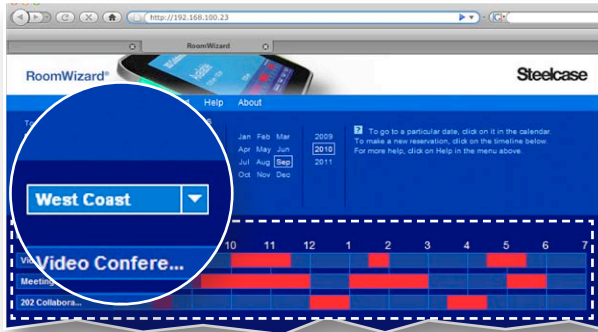 http://192.168.100.23
RoomWizard
RoomWizard®
Steelcase
Help About
Jan Feb Mar 2009
Apr May Jun 2010
Jul Aug Sep 2011
Oct Nov Dec
? To go to a particular date, click on it in the calendar.
To make a new reservation, click on the timeline below.
For more help, click on Help in the menu above.
West Coast
10 11 12 1 2 3 4 5 6 7
Video Confere...
Meeting
202 Collabora...